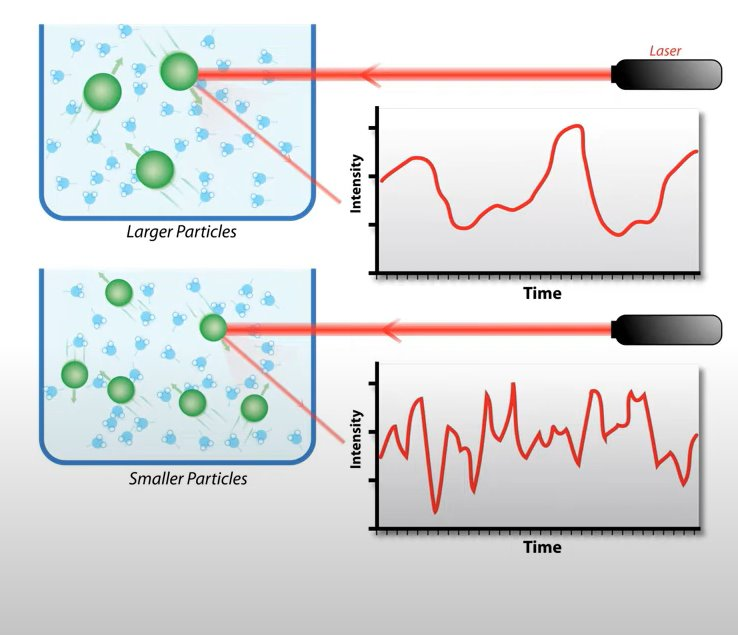 Laser
Intensity
Larger Particles
Time
Intensity
Smaller Particles
Time